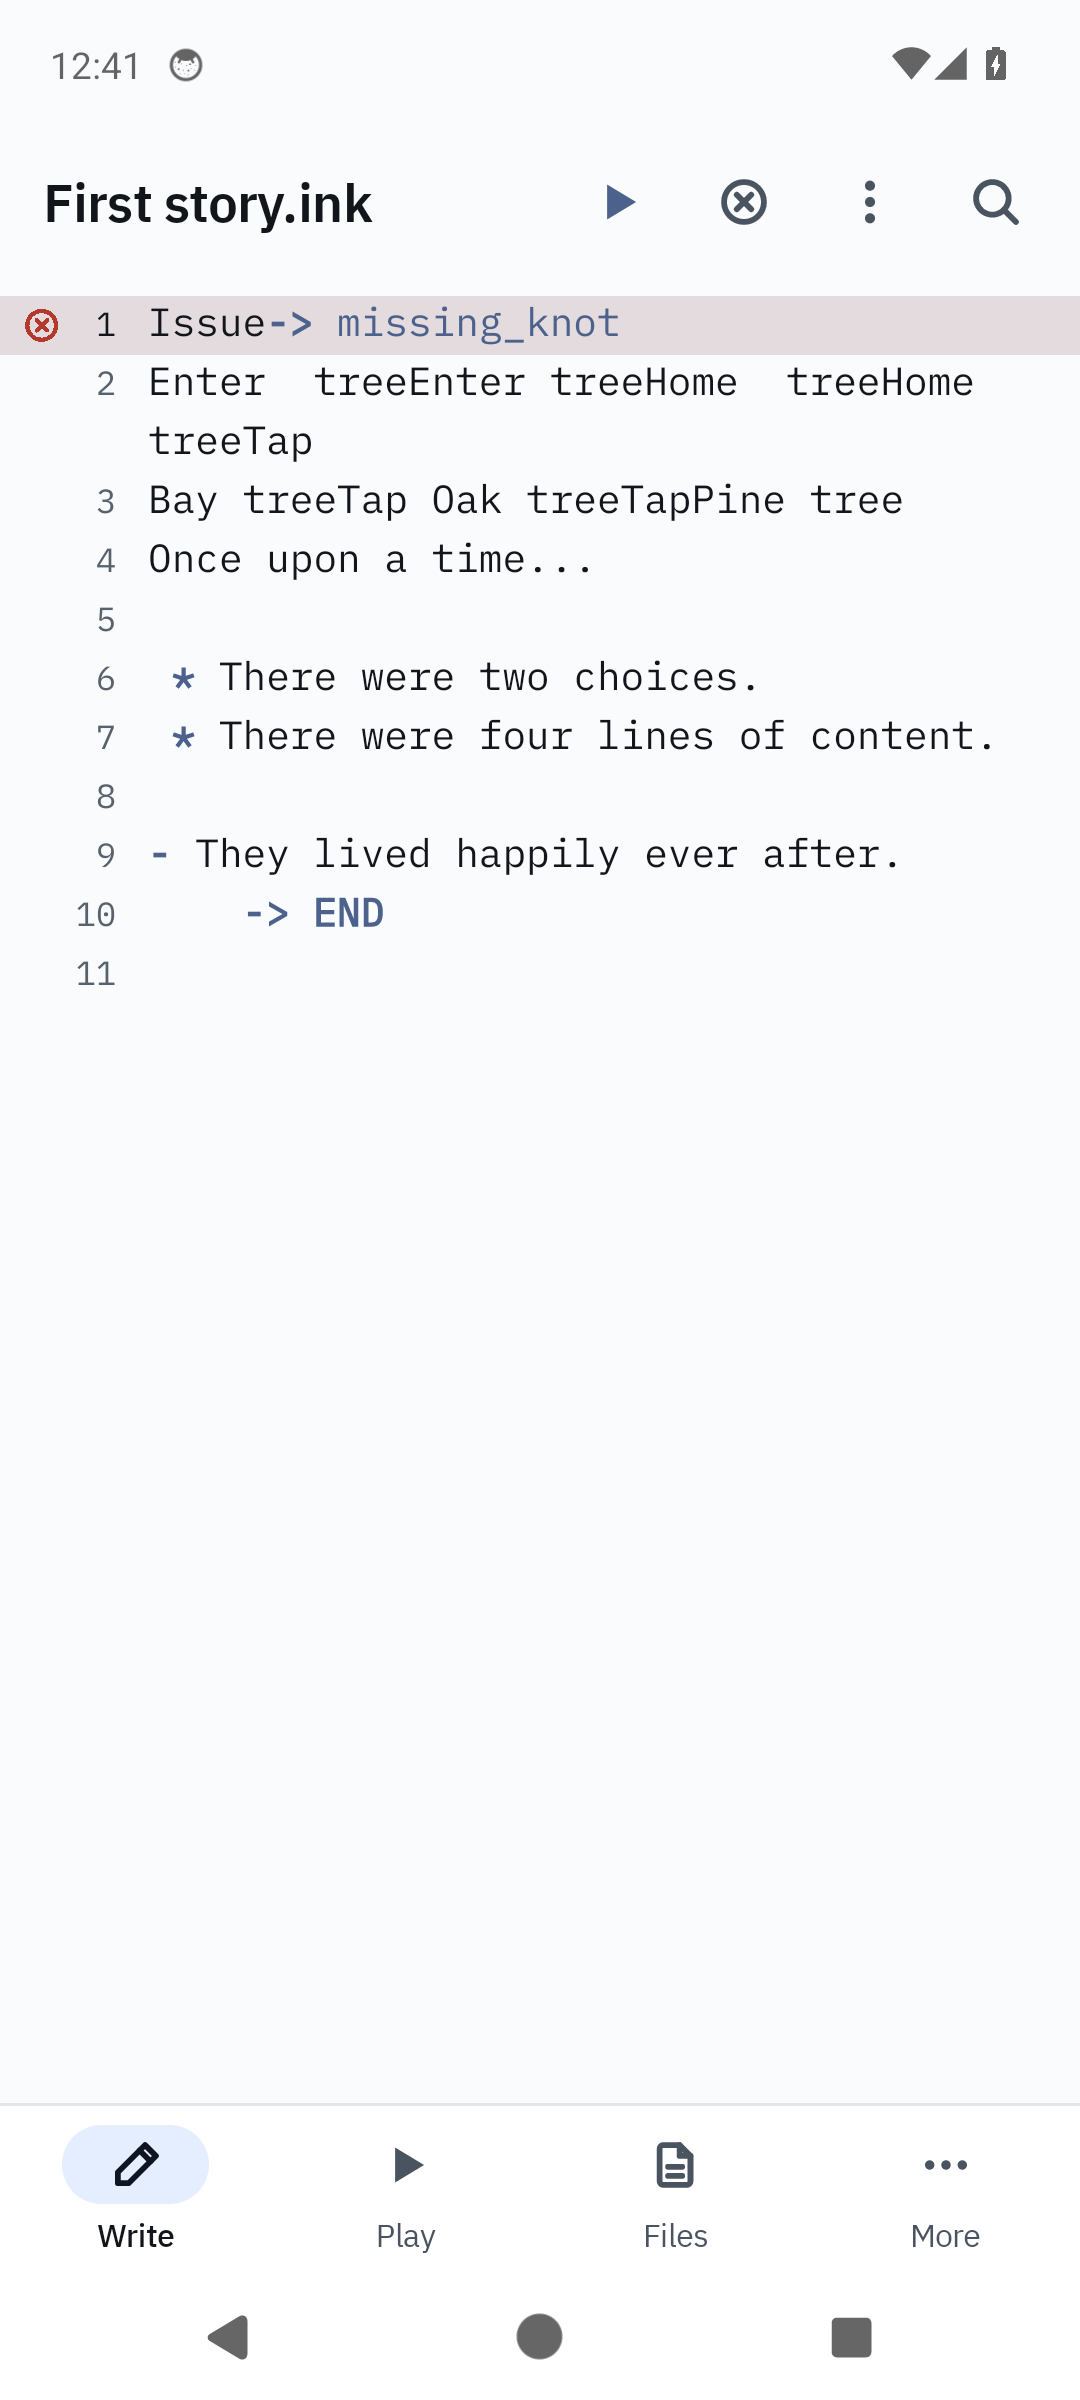 12:41
First story.ink
1 Issue-> missing_knot
2 Enter  treeEnter treeHome  treeHome
treeTap
3 Bay treeTap Oak treeTapPine tree
4 Once upon a time...
5
6  * There were two choices.
7  * There were four lines of content.
8
9 - They lived happily ever after.
10     -> END
11
Write Play Files More